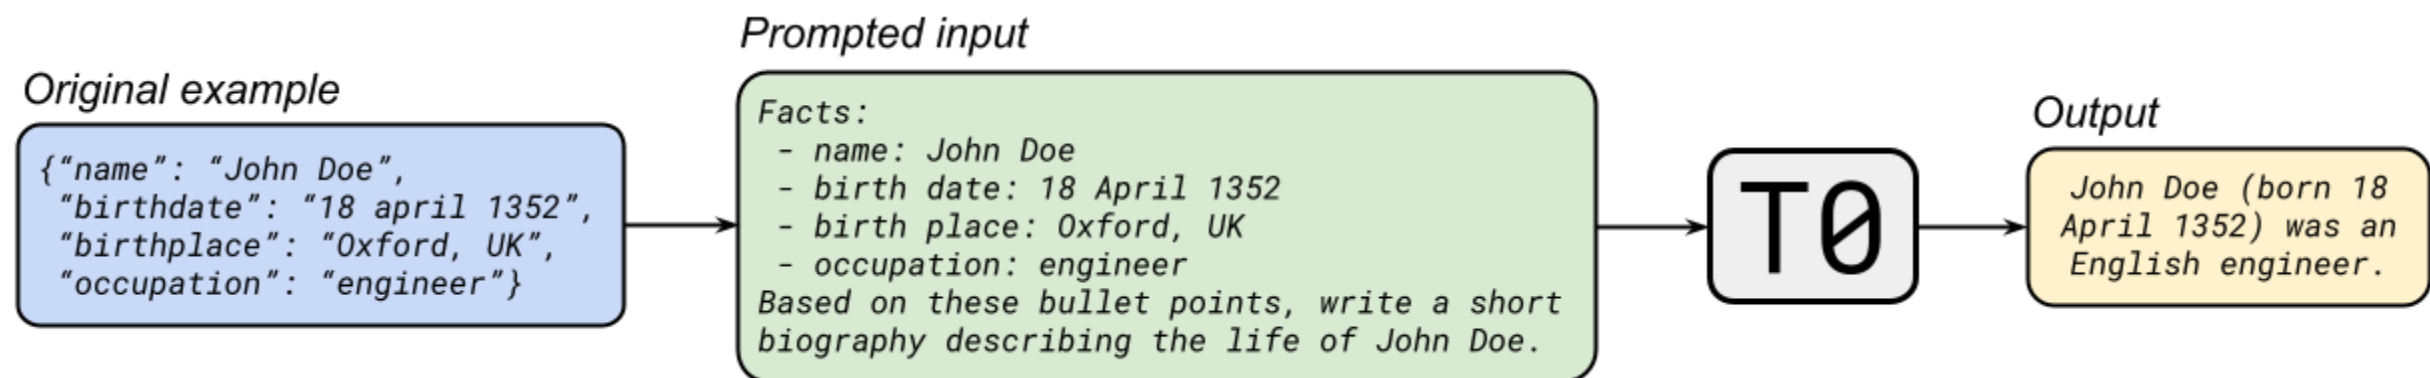 Original example
{“name”: “John Doe”,
“birthdate”: “18 april 1352”,
“birthplace”: “Oxford, UK”,
“occupation”: “engineer”}
Prompted input
Facts:
- name: John Doe
- birth date: 18 April 1352
- birth place: Oxford, UK
- occupation: engineer
Based on these bullet points, write a short
biography describing the life of John Doe.
T0
Output
John Doe (born 18
April 1352) was an
English engineer.